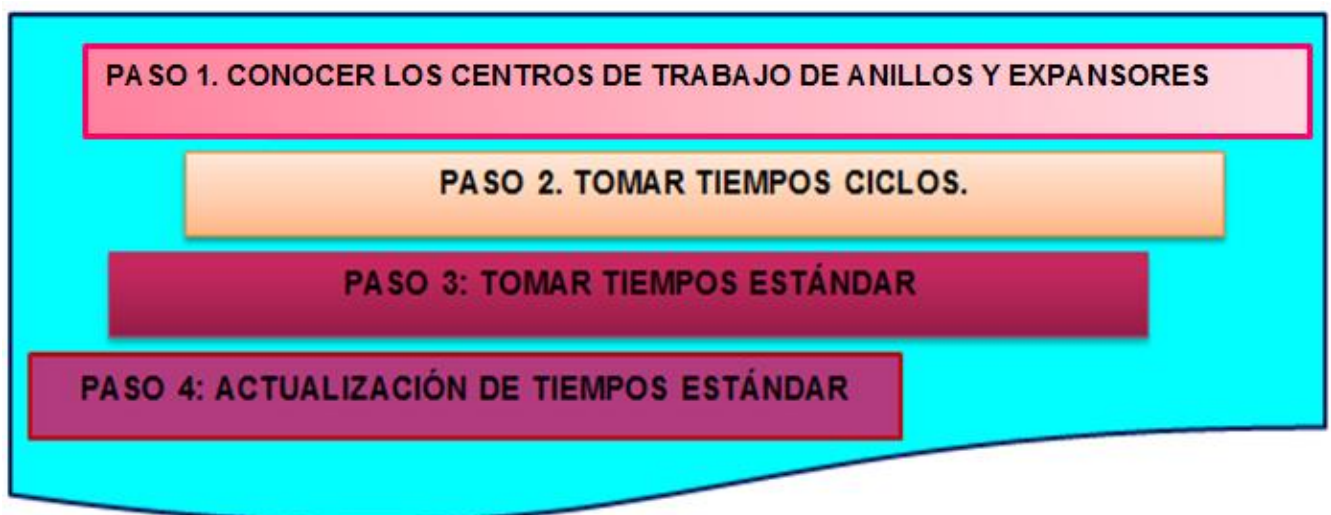 PASO 1. CONOCER LOS CENTROS DE TRABAJO DE ANILLOS Y EXPANSORES
PASO 2. TOMAR TIEMPOS CICLOS.
PASO 3: TOMAR TIEMPOS ESTÁNDAR
PASO 4: ACTUALIZACIÓN DE TIEMPOS ESTÁNDAR